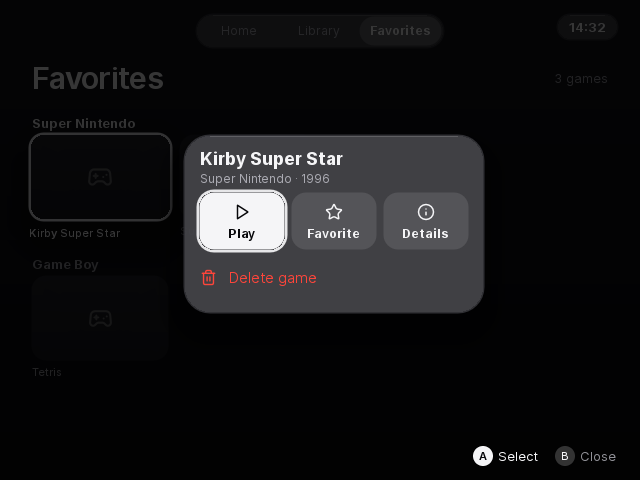 Home Library Favorites 14:32
Favorites 3 games
Super Nintendo
Kirby Super Star
Super Nintendo · 1996
Play Favorite Details
Delete game
Kirby Super Star
Game Boy
Tetris
A Select B Close